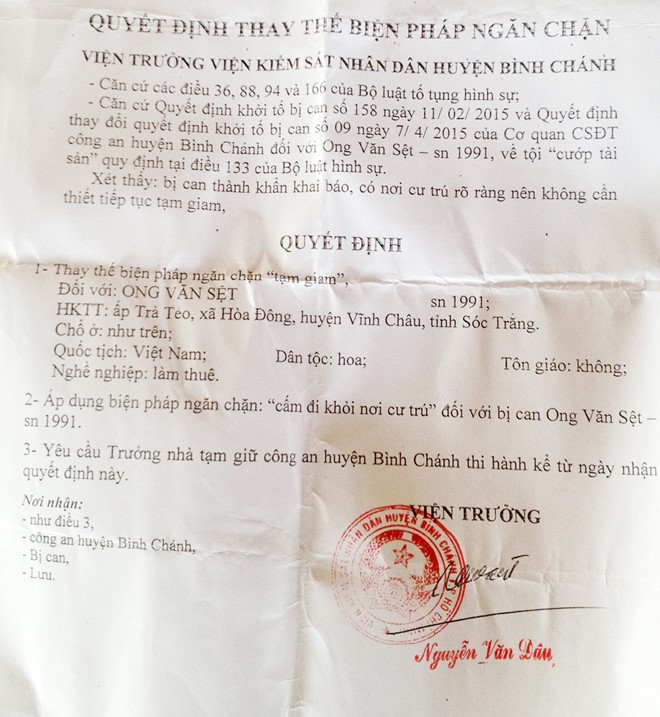 QUYẾT ĐỊNH THAY THẾ BIỆN PHÁP NGĂN CHẶN
VIỆN TRƯỞNG VIỆN KIỂM SÁT NHÂN DÂN HUYỆN BÌNH CHÁNH
- Căn cứ các điều 36, 88, 94 và 166 của Bộ luật tố tụng hình sự;
- Căn cứ Quyết định khởi tố bị can số 158 ngày 11/ 02/ 2015 và Quyết định
thay đổi quyết định khởi tố bị can số 09 ngày 7/ 4/ 2015 của Cơ quan CSĐT
công an huyện Bình Chánh đối với Ong Văn Sệt – sn 1991, về tội “cướp tài
sản” quy định tại điều 133 của Bộ luật hình sự.
Xét thấy: bị can thành khẩn khai báo, có nơi cư trú rõ ràng nên không cần
thiết tiếp tục tạm giam,
QUYẾT ĐỊNH
1- Thay thế biện pháp ngăn chặn “tạm giam”,
Đối với: ONG VĂN SỆT sn 1991;
HKTT: ấp Trà Teo, xã Hòa Đông, huyện Vĩnh Châu, tỉnh Sóc Trăng.
Chổ ở: như trên;
Quốc tịch: Việt Nam; Dân tộc: hoa; Tôn giáo: không;
Nghề nghiệp: làm thuê.
2- Áp dụng biện pháp ngăn chặn: “cấm đi khỏi nơi cư trú” đối với bị can Ong Văn Sệt –
sn 1991.
3- Yêu cầu Trưởng nhà tạm giữ công an huyện Bình Chánh thi hành kể từ ngày nhận
quyết định này.
Nơi nhận:
- như điều 3,
- công an huyện Bình Chánh,
- Bị can,
- Lưu.
VIỆN TRƯỞNG
VIỆN KIỂM SÁT NHÂN DÂN HUYỆN BÌNH CHÁNH
Nguyễn Văn Dâu